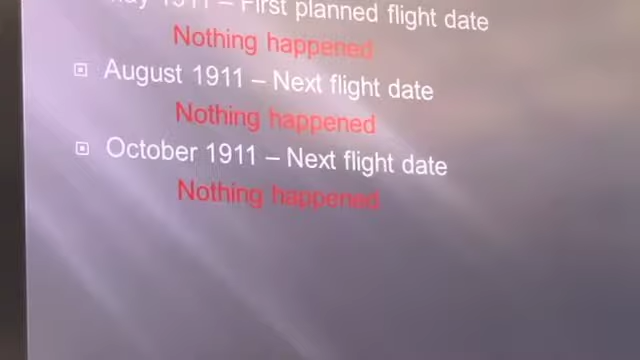 1911 – First planned flight date
Nothing happened
August 1911 – Next flight date
Nothing happened
October 1911 – Next flight date
Nothing happened